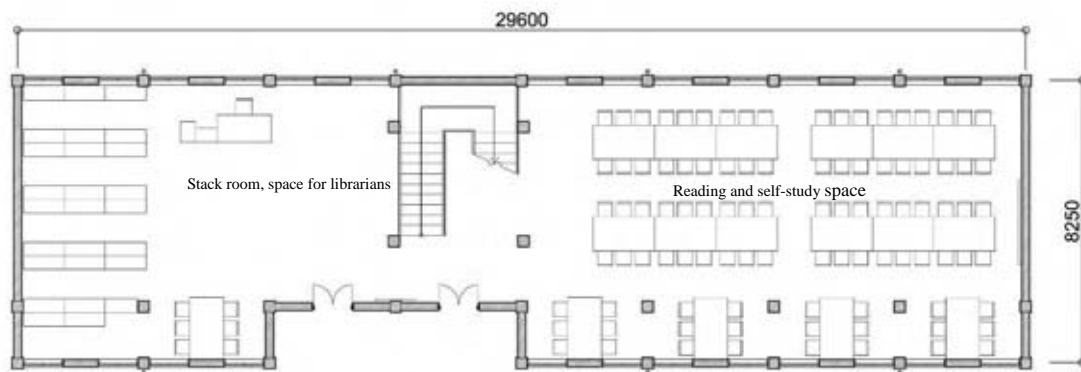 29600
Stack room, space for librarians
Reading and self-study space
8250